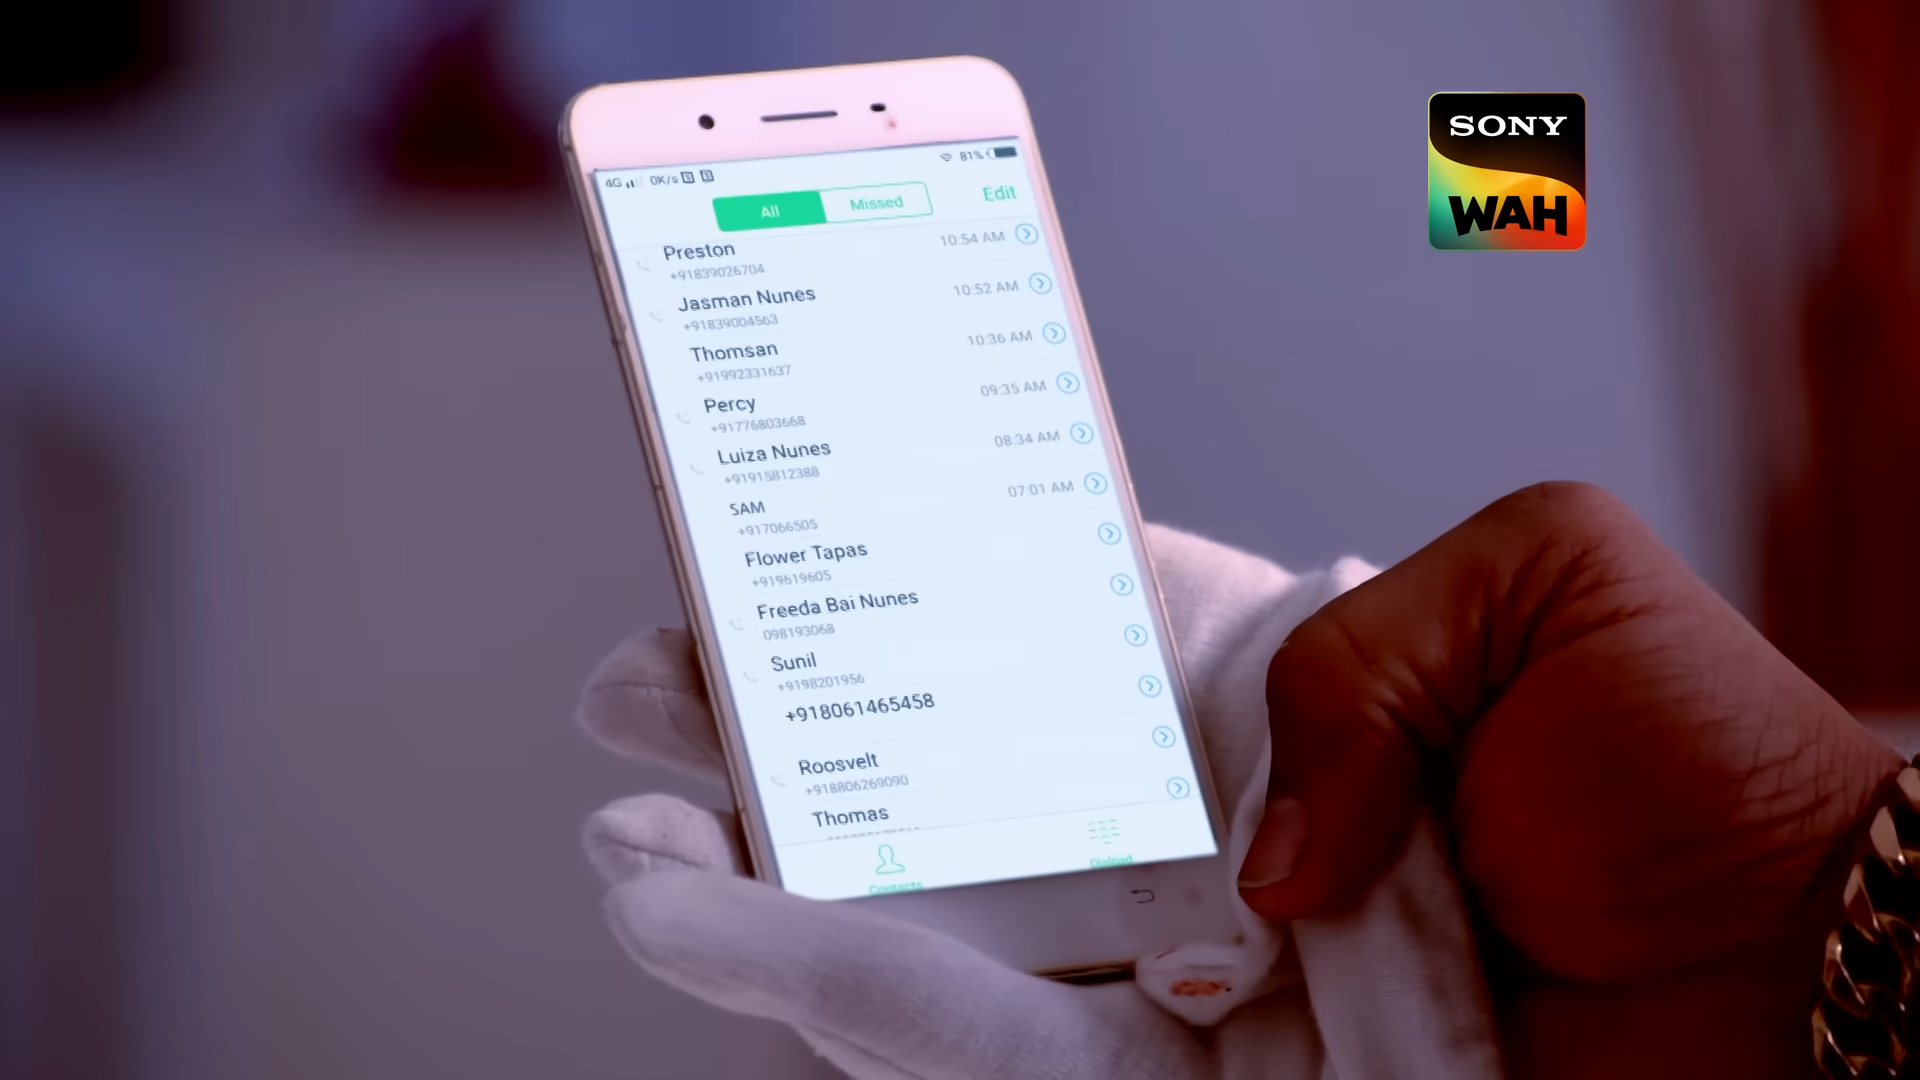 SONY
WAH
4G 0K/s 81%
All Missed Edit
Preston 10:54 AM
+91839026704
Jasman Nunes 10:52 AM
+91839004563
Thomsan 10:36 AM
+91992331637
Percy 09:35 AM
+91776803668
Luiza Nunes 08:34 AM
+91915812388
SAM 07:01 AM
+917066505
Flower Tapas
+919619605
Freeda Bai Nunes
098193068
Sunil
+9198201956
+918061465458
Roosvelt
+918806269090
Thomas
Contacts Dialpad